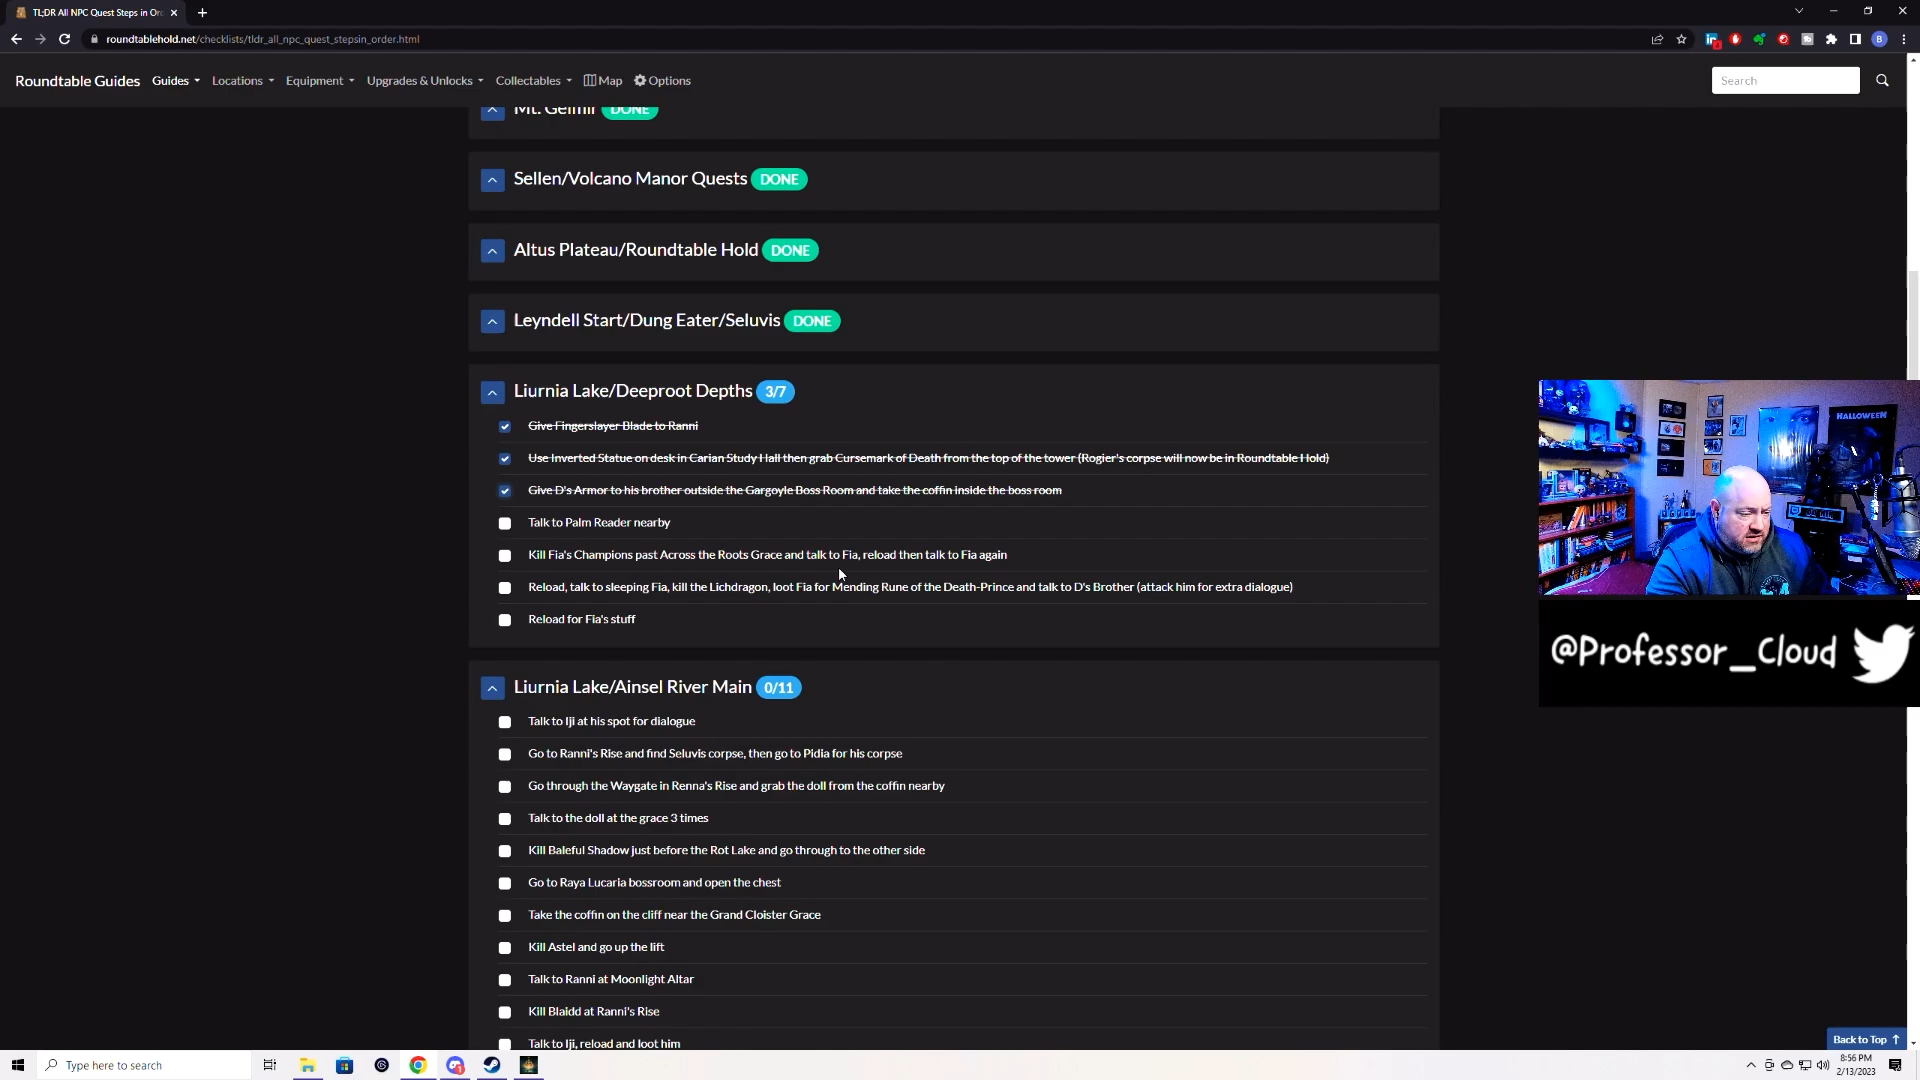 TL;DR All NPC Quest Steps in Or
roundtablehold.net/checklists/tldr_all_npc_quest_stepsin_order.html
Roundtable Guides
Guides
Locations
Equipment
Upgrades & Unlocks
Collectables
Map
Options
Search
Mt. Gelmir DONE
Sellen/Volcano Manor Quests DONE
Altus Plateau/Roundtable Hold DONE
Leyndell Start/Dung Eater/Seluvis DONE
Liurnia Lake/Deeproot Depths 3/7
Give Fingerslayer Blade to Ranni
Use Inverted Statue on desk in Carian Study Hall then grab Cursemark of Death from the top of the tower (Rogier's corpse will now be in Roundtable Hold)
Give D's Armor to his brother outside the Gargoyle Boss Room and take the coffin inside the boss room
Talk to Palm Reader nearby
Kill Fia's Champions past Across the Roots Grace and talk to Fia, reload then talk to Fia again
Reload, talk to sleeping Fia, kill the Lichdragon, loot Fia for Mending Rune of the Death-Prince and talk to D's Brother (attack him for extra dialogue)
Reload for Fia's stuff
HALLOWEEN
@Professor_Cloud
Liurnia Lake/Ainsel River Main 0/11
Talk to Iji at his spot for dialogue
Go to Ranni's Rise and find Seluvis corpse, then go to Pidia for his corpse
Go through the Waygate in Renna's Rise and grab the doll from the coffin nearby
Talk to the doll at the grace 3 times
Kill Baleful Shadow just before the Rot Lake and go through to the other side
Go to Raya Lucaria bossroom and open the chest
Take the coffin on the cliff near the Grand Cloister Grace
Kill Astel and go up the lift
Talk to Ranni at Moonlight Altar
Kill Blaidd at Ranni's Rise
Talk to Iji, reload and loot him
Back to Top
Type here to search
8:56 PM
2/13/2023